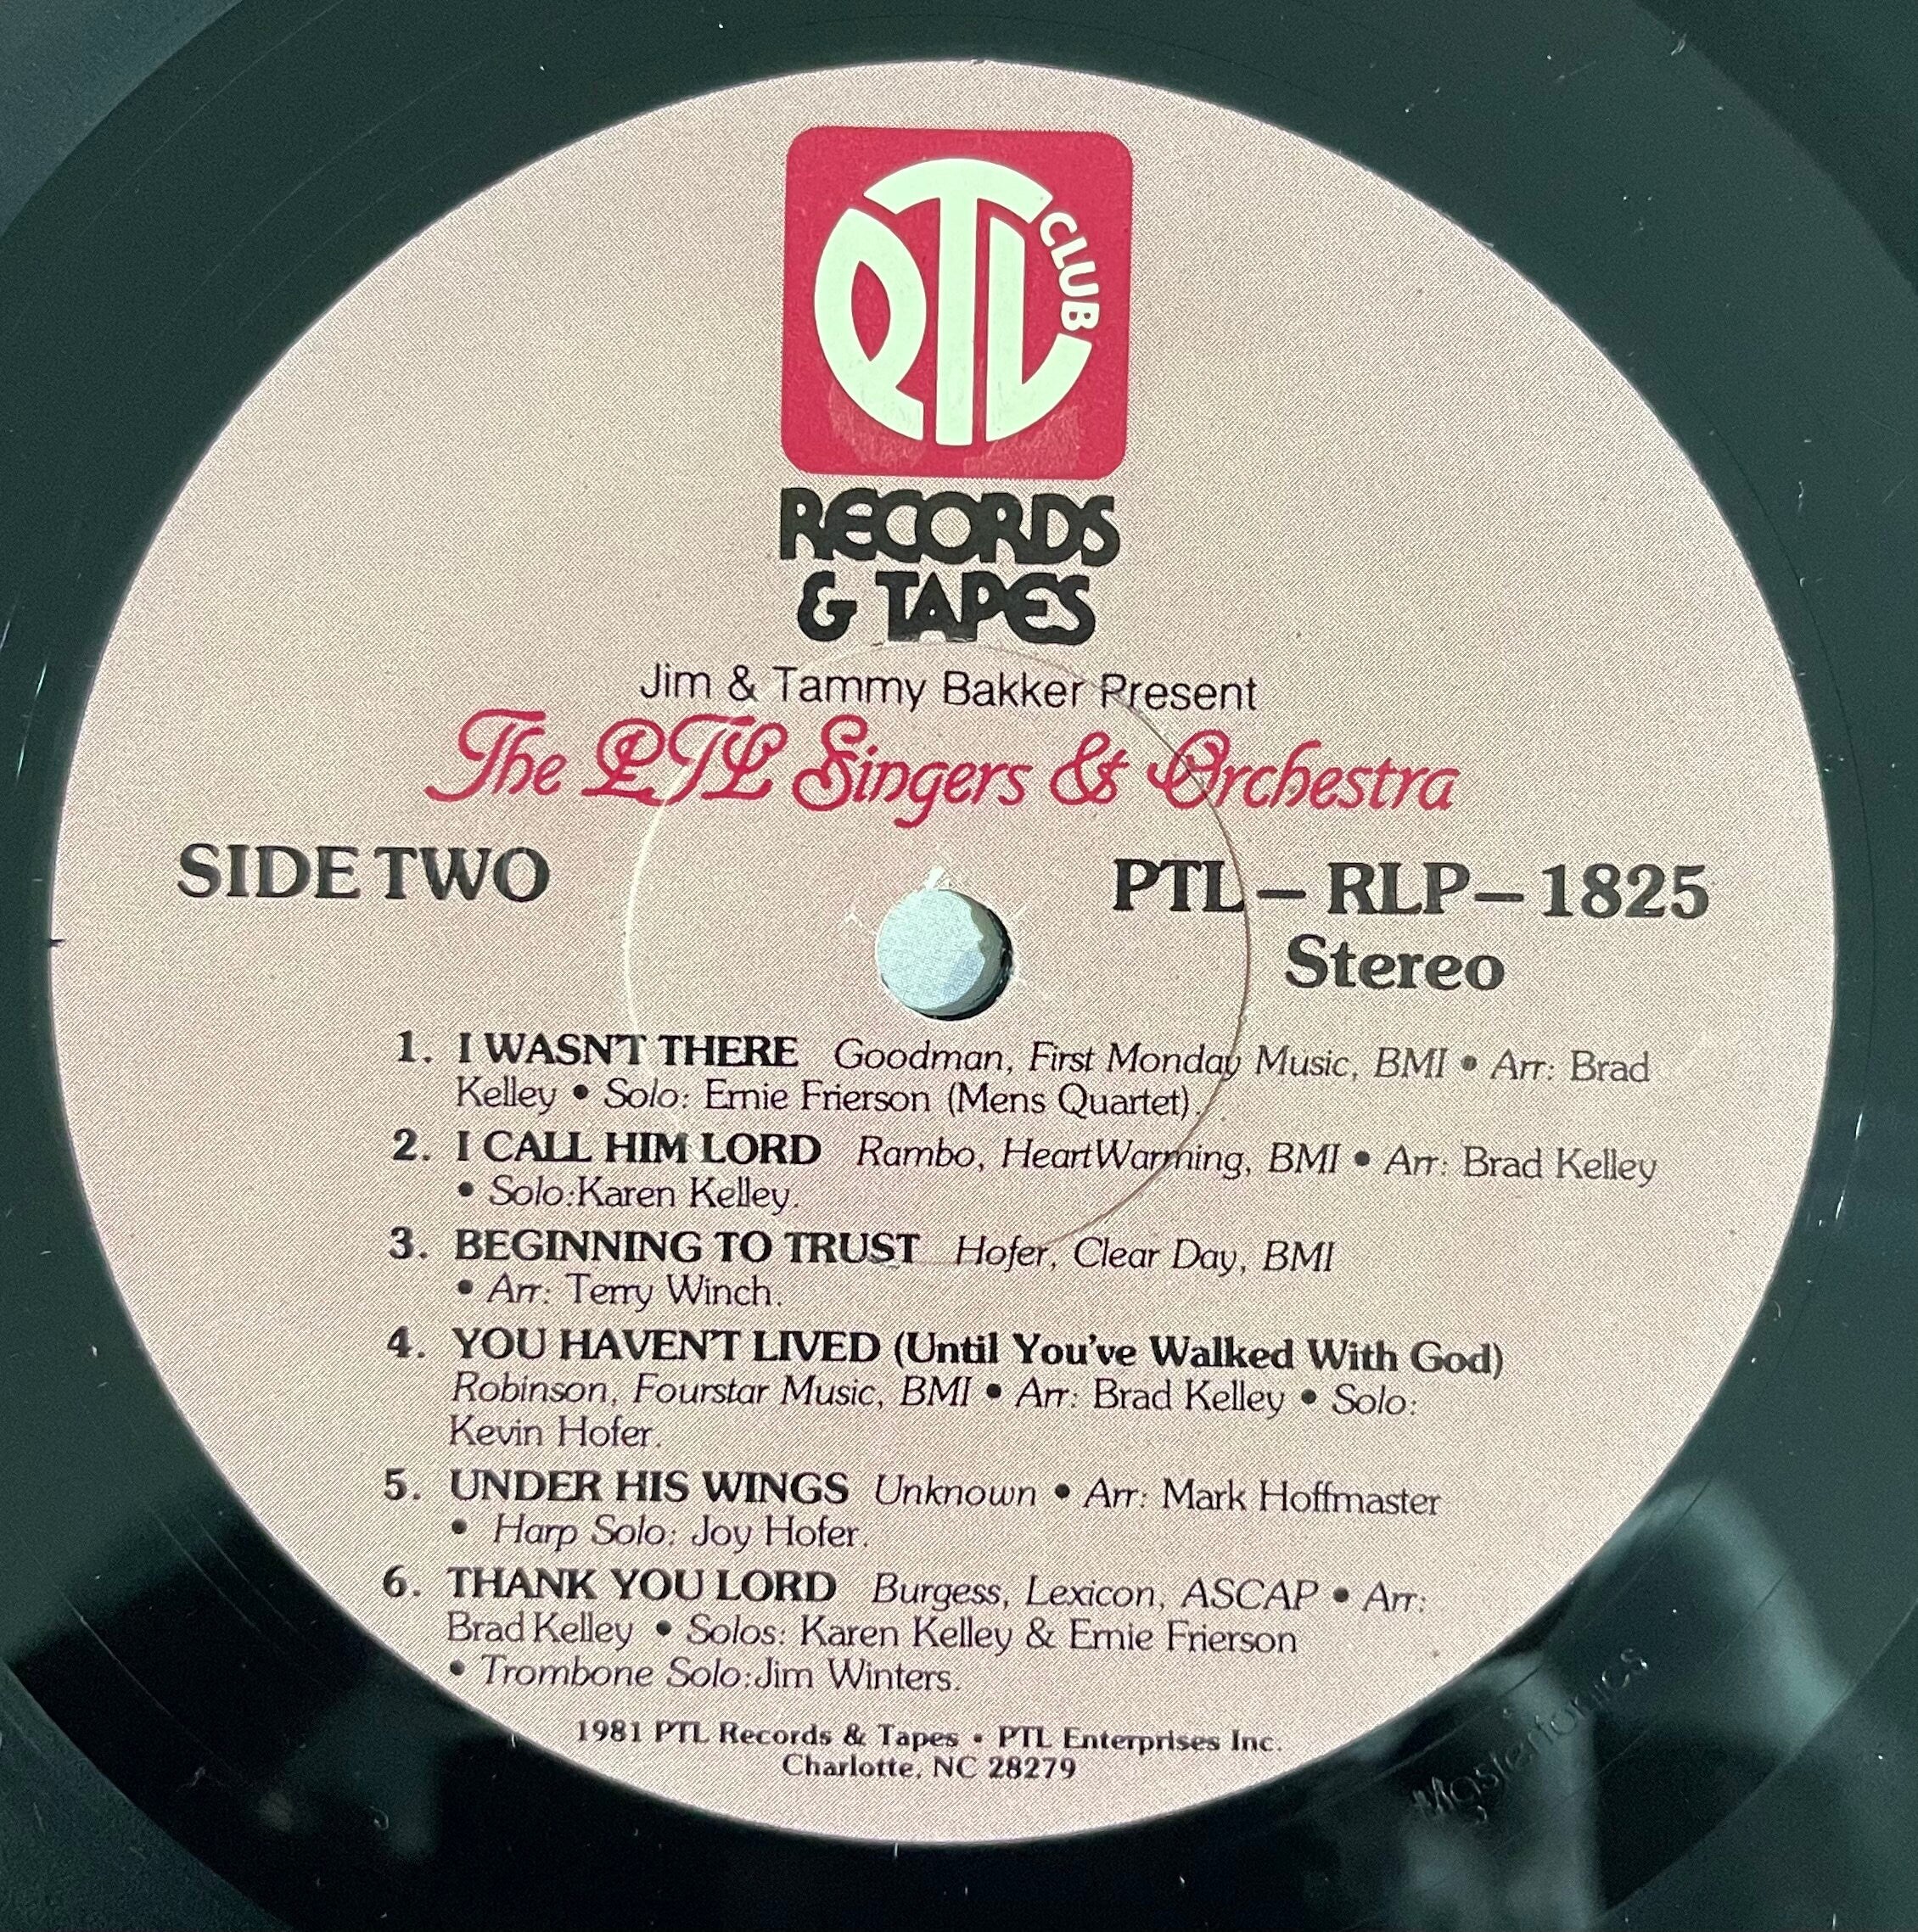 PTL CLUB
RECORDS
& TAPES
Jim & Tammy Bakker Present
The PTL Singers & Orchestra
SIDE TWO
PTL – RLP – 1825
Stereo
1. I WASN'T THERE Goodman, First Monday Music, BMI • Arr: Brad
Kelley • Solo: Ernie Frierson (Mens Quartet).
2. I CALL HIM LORD Rambo, HeartWarming, BMI • Arr: Brad Kelley
• Solo:Karen Kelley.
3. BEGINNING TO TRUST Hofer, Clear Day, BMI
• Arr: Terry Winch.
4. YOU HAVEN'T LIVED (Until You've Walked With God)
Robinson, Fourstar Music, BMI • Arr: Brad Kelley • Solo:
Kevin Hofer.
5. UNDER HIS WINGS Unknown • Arr: Mark Hoffmaster
• Harp Solo: Joy Hofer.
6. THANK YOU LORD Burgess, Lexicon, ASCAP • Arr:
Brad Kelley • Solos: Karen Kelley & Ernie Frierson
• Trombone Solo:Jim Winters.
1981 PTL Records & Tapes • PTL Enterprises Inc.
Charlotte, NC 28279
Masterfonics